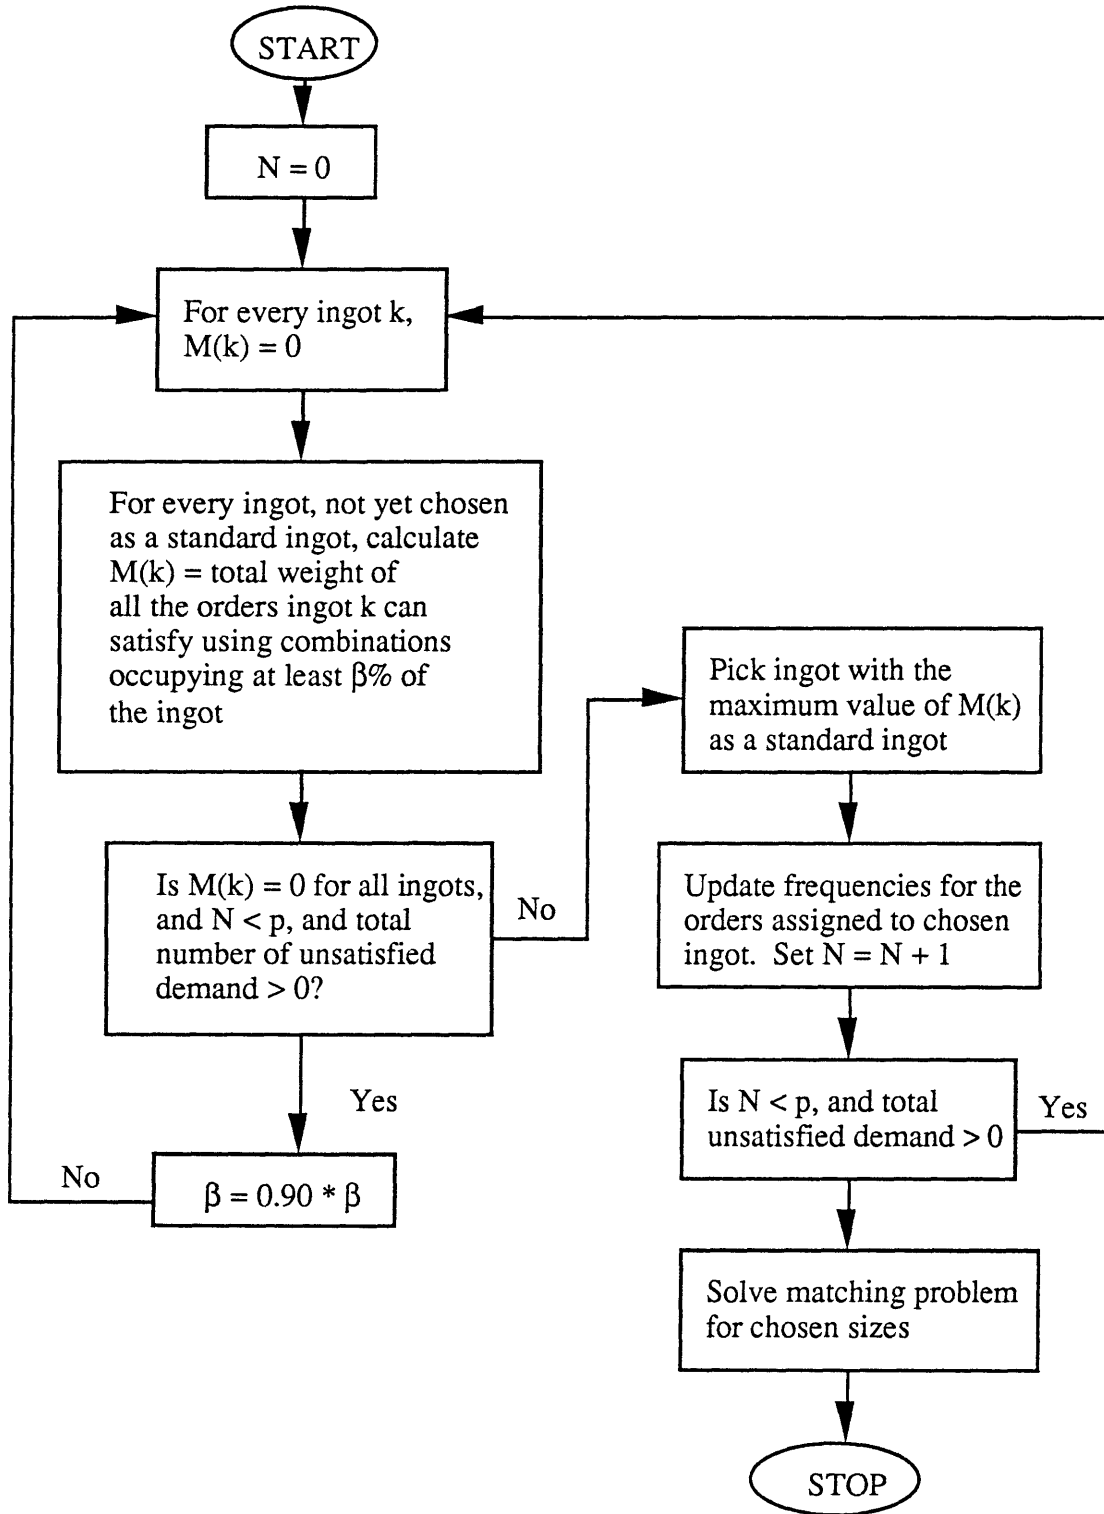 START
N = 0
For every ingot k,
M(k) = 0
For every ingot, not yet chosen
as a standard ingot, calculate
M(k) = total weight of
all the orders ingot k can
satisfy using combinations
occupying at least β% of
the ingot
Is M(k) = 0 for all ingots,
and N < p, and total
number of unsatisfied
demand > 0?
No
Yes
β = 0.90 * β
No
Pick ingot with the
maximum value of M(k)
as a standard ingot
Update frequencies for the
orders assigned to chosen
ingot.  Set N = N + 1
Is N < p, and total
unsatisfied demand > 0
Yes
Solve matching problem
for chosen sizes
STOP